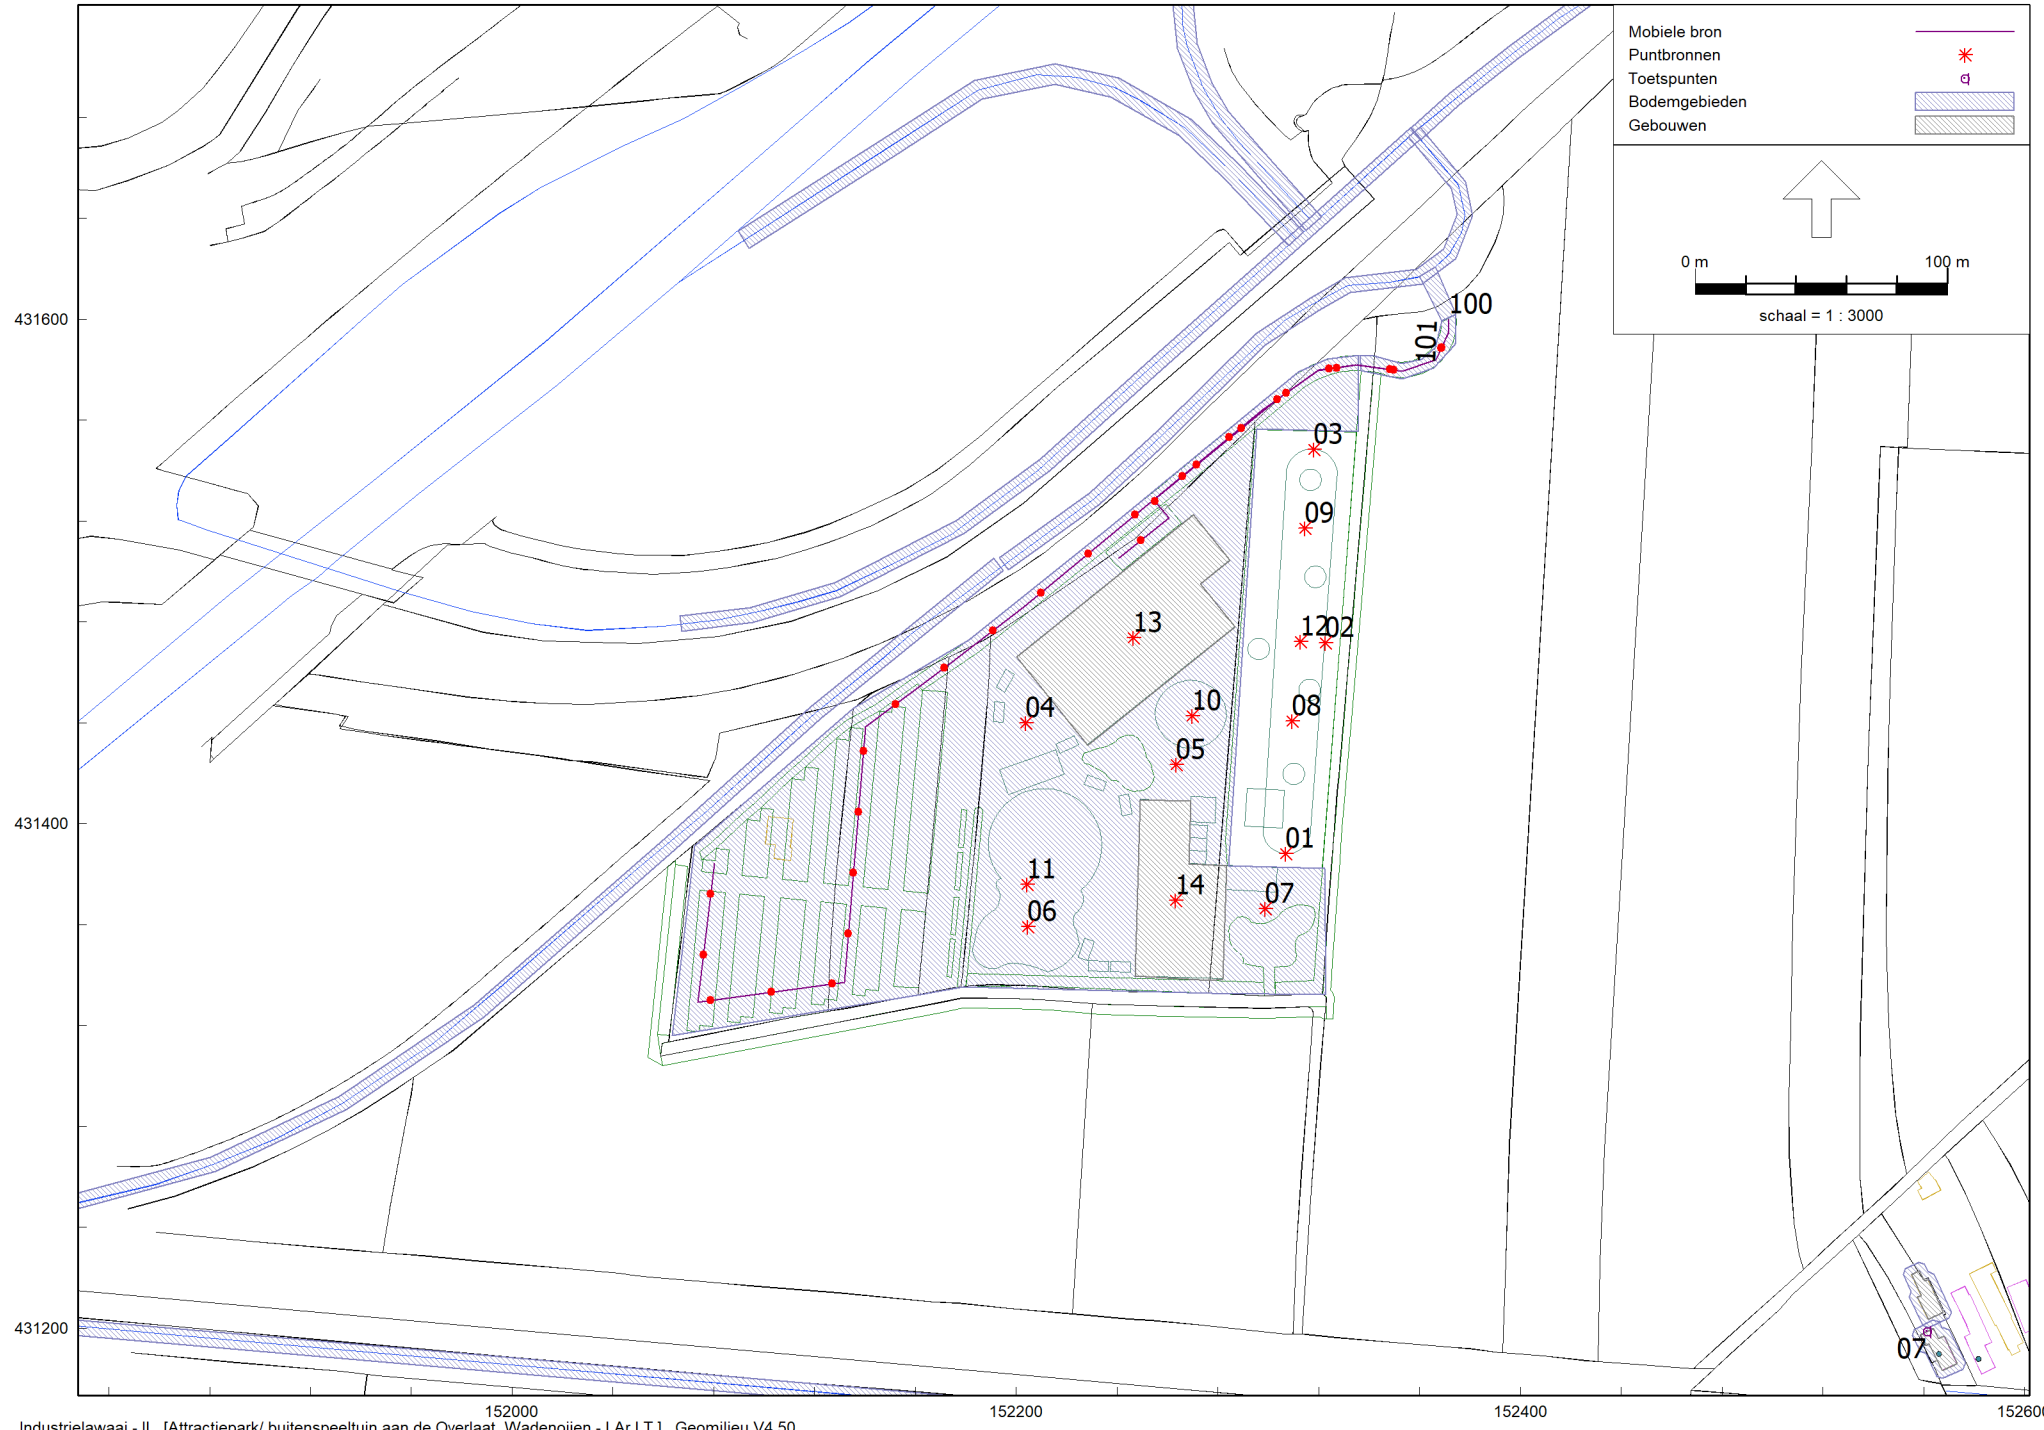 Mobiele bron
Puntbronnen
Toetspunten
Bodemgebieden
Gebouwen
0 m 100 m
schaal = 1 : 3000
431600
100
101
03
09
13
12
02
04
10
08
05
431400
01
11
14
07
06
431200
07
152000 152200 152400 152600
Industrielawaai - IL, [Attractiepark/ buitenspeeltuin aan de Overlaat, Wadenoijen - LAr,LT ], Geomilieu V4.50